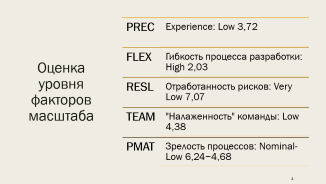 Оценка
уровня
факторов
масштаба
PREC Experience: Low 3,72
FLEX Гибкость процесса разработки:
High 2,03
RESL Отработанность рисков: Very
Low 7,07
TEAM "Налаженность" команды: Low
4,38
PMAT Зрелость процессов: Nominal-
Low 6,24–4,68
4